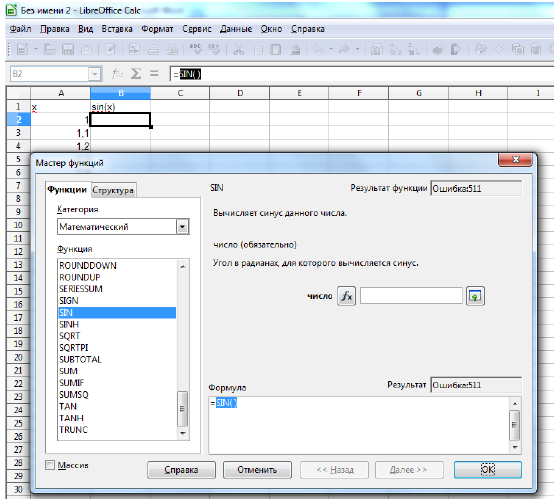 Без имени 2 - LibreOffice Calc
Файл Правка Вид Вставка Формат Сервис Данные Окно Справка
B2 f(x) Σ = =SIN()
A B C D E F G H I
1 x sin(x)
2 1
3 1,1
4 1,2
5
6
7
8
9
10
11
12
13
14
15
16
17
18
19
20
21
22
23
24
25
26
27
28
29
30
Мастер функций
Функции Структура
Категория
Математический
Функция
ROUNDDOWN
ROUNDUP
SERIESSUM
SIGN
SIN
SINH
SQRT
SQRTPI
SUBTOTAL
SUM
SUMIF
SUMSQ
TAN
TANH
TRUNC
SIN Результат функции Ошибка:511
Вычисляет синус данного числа.
число (обязательно)
Угол в радианах, для которого вычисляется синус.
число fx
Формула Результат Ошибка:511
=SIN()
Массив Справка Отменить << Назад Далее >> OK